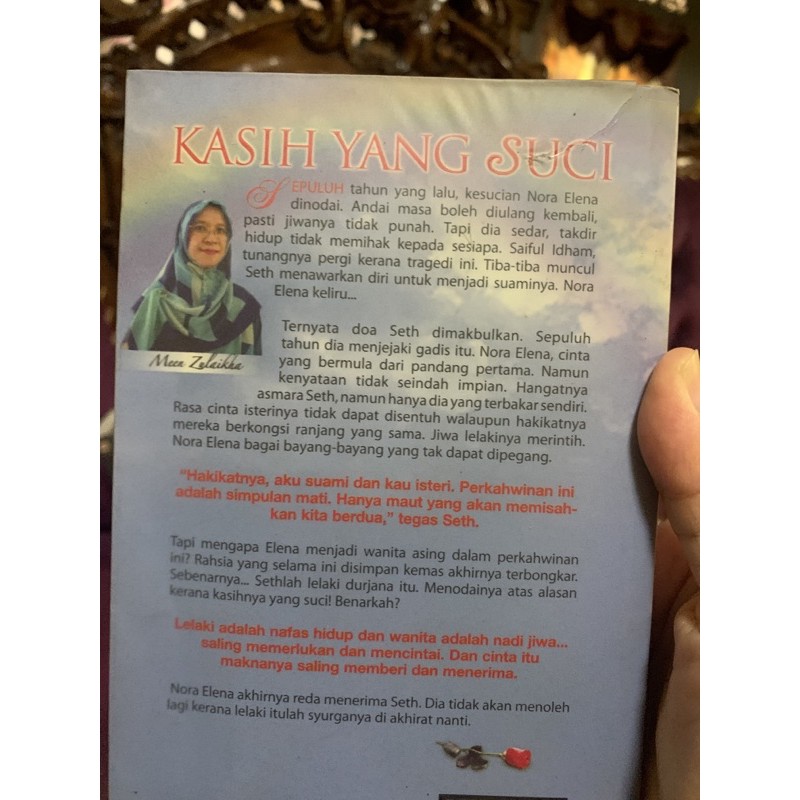 KASIH YANG SUCI
SEPULUH tahun yang lalu, kesucian Nora Elena
dinodai. Andai masa boleh diulang kembali,
pasti jiwanya tidak punah. Tapi dia sedar, takdir
hidup tidak memihak kepada sesiapa. Saiful Idham,
tunangnya pergi kerana tragedi ini. Tiba-tiba muncul
Seth menawarkan diri untuk menjadi suaminya. Nora
Elena keliru...
Meen Zulaikha
Ternyata doa Seth dimakbulkan. Sepuluh
tahun dia menjejaki gadis itu. Nora Elena, cinta
yang bermula dari pandang pertama. Namun
kenyataan tidak seindah impian. Hangatnya
asmara Seth, namun hanya dia yang terbakar sendiri.
Rasa cinta isterinya tidak dapat disentuh walaupun hakikatnya
mereka berkongsi ranjang yang sama. Jiwa lelakinya merintih.
Nora Elena bagai bayang-bayang yang tak dapat dipegang.
"Hakikatnya, aku suami dan kau isteri. Perkahwinan ini
adalah simpulan mati. Hanya maut yang akan memisah-
kan kita berdua," tegas Seth.
Tapi mengapa Elena menjadi wanita asing dalam perkahwinan
ini? Rahsia yang selama ini disimpan kemas akhirnya terbongkar.
Sebenarnya... Sethlah lelaki durjana itu. Menodainya atas alasan
kerana kasihnya yang suci! Benarkah?
Lelaki adalah nafas hidup dan wanita adalah nadi jiwa...
saling memerlukan dan mencintai. Dan cinta itu
maknanya saling memberi dan menerima.
Nora Elena akhirnya reda menerima Seth. Dia tidak akan menoleh
lagi kerana lelaki itulah syurganya di akhirat nanti.